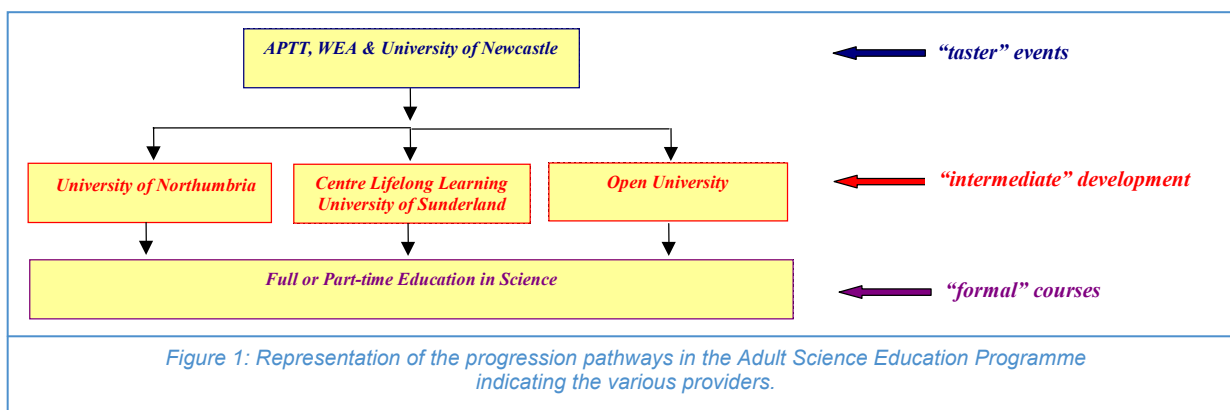 APTT, WEA & University of Newcastle
“taster” events
University of Northumbria
Centre Lifelong Learning
University of Sunderland
Open University
“intermediate” development
Full or Part-time Education in Science
“formal” courses
Figure 1: Representation of the progression pathways in the Adult Science Education Programme
indicating the various providers.